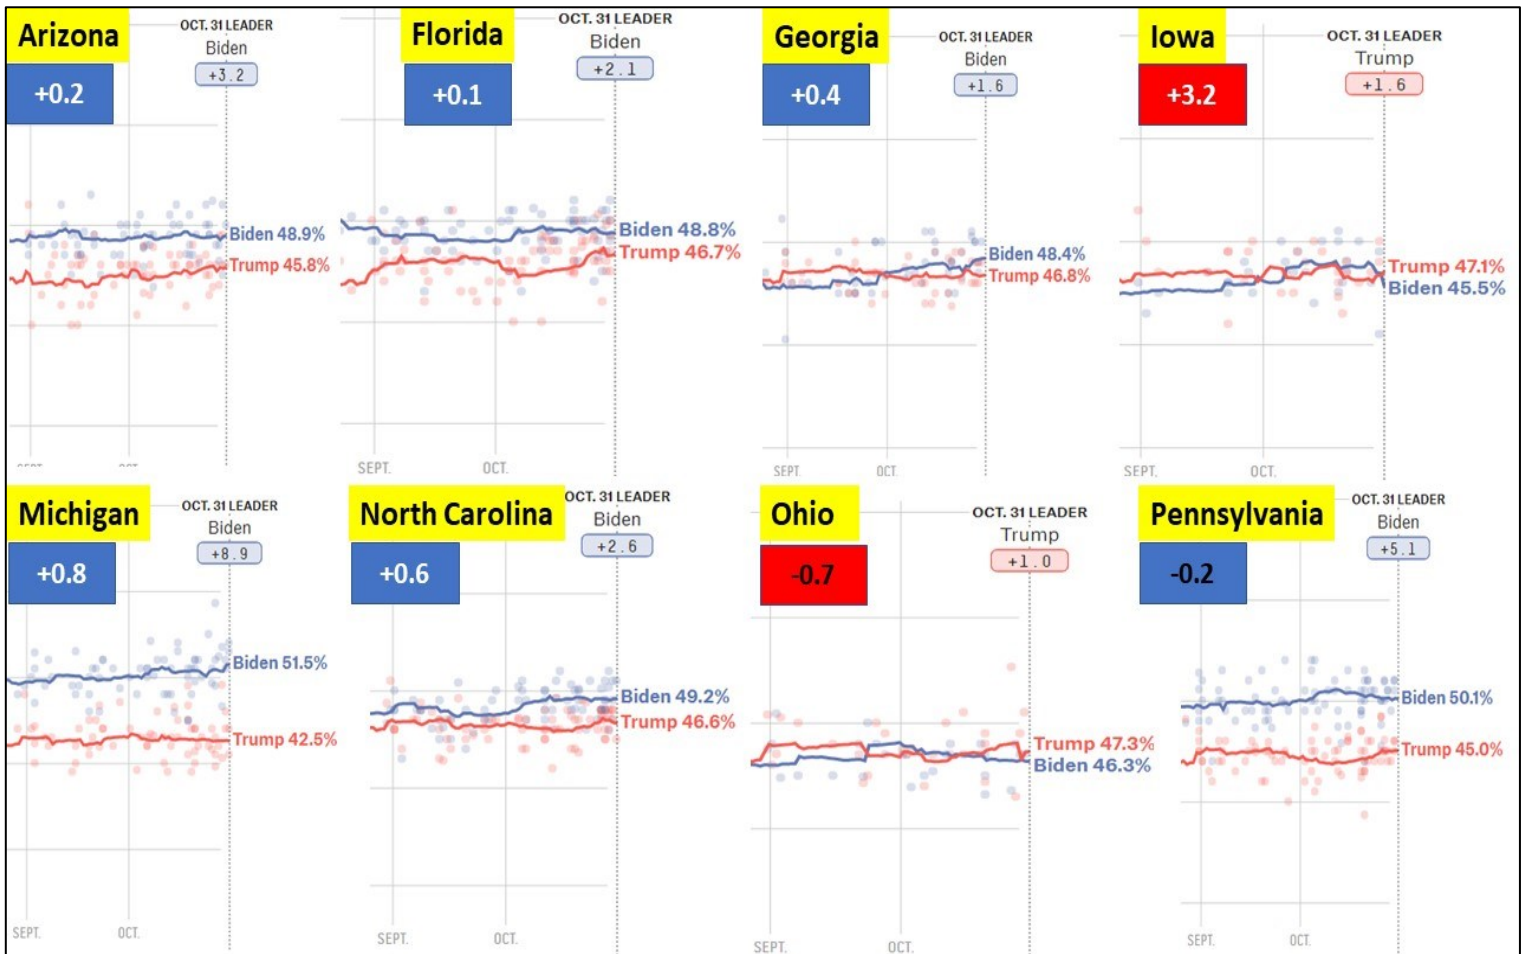 Arizona
OCT. 31 LEADER
Biden
+3.2
+0.2
Biden 48.9%
Trump 45.8%
Florida
OCT. 31 LEADER
Biden
+2.1
+0.1
Biden 48.8%
Trump 46.7%
SEPT.
OCT.
Georgia
OCT. 31 LEADER
Biden
+1.6
+0.4
Biden 48.4%
Trump 46.8%
SEPT.
OCT.
Iowa
OCT. 31 LEADER
Trump
+1.6
+3.2
Trump 47.1%
Biden 45.5%
SEPT.
OCT.
Michigan
OCT. 31 LEADER
Biden
+8.9
+0.8
Biden 51.5%
Trump 42.5%
SEPT.
OCT.
North Carolina
OCT. 31 LEADER
Biden
+2.6
+0.6
Biden 49.2%
Trump 46.6%
SEPT.
OCT.
Ohio
OCT. 31 LEADER
Trump
+1.0
-0.7
Trump 47.3%
Biden 46.3%
SEPT.
OCT.
Pennsylvania
OCT. 31 LEADER
Biden
+5.1
-0.2
Biden 50.1%
Trump 45.0%
SEPT.
OCT.